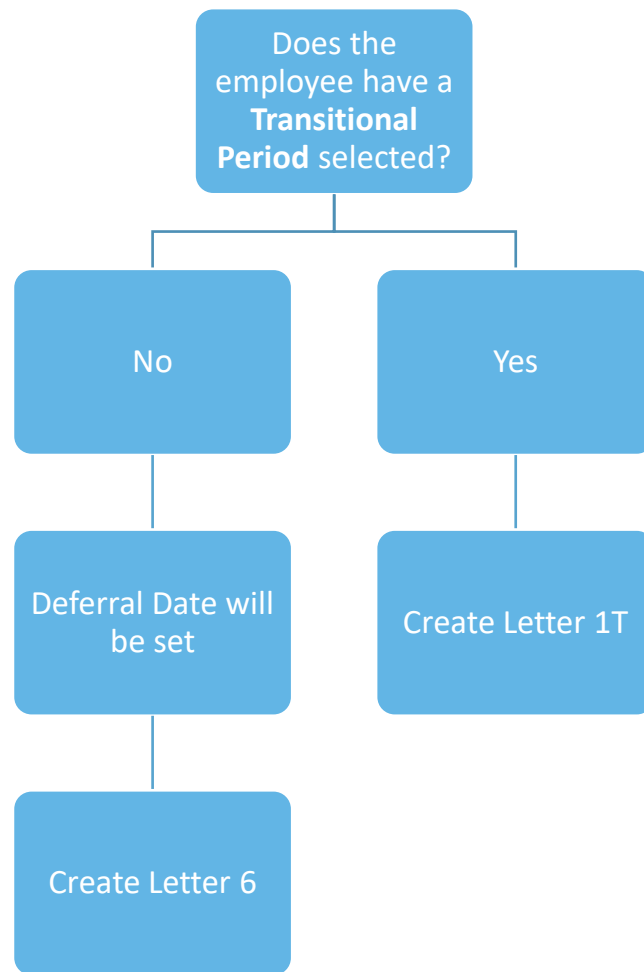 Does the
employee have a
Transitional
Period selected?
No
Yes
Deferral Date will
be set
Create Letter 1T
Create Letter 6